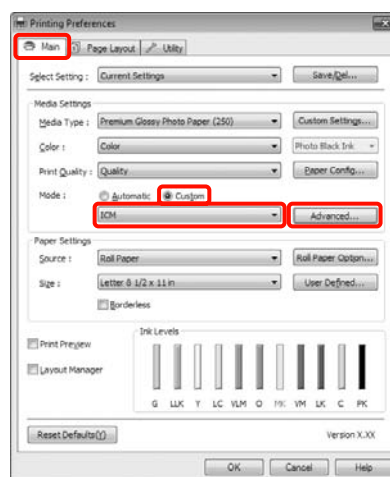 Printing Preferences
Main Page Layout Utility
Select Setting : Current Settings Save/Del...
Media Settings
Media Type : Premium Glossy Photo Paper (250) Custom Settings...
Color : Color Photo Black Ink
Print Quality : Quality Paper Config...
Mode : Automatic Custom
ICM Advanced...
Paper Settings
Source : Roll Paper Roll Paper Option...
Size : Letter 8 1/2 x 11 in User Defined...
Borderless
Ink Levels
Print Preview
Layout Manager
G LLK Y LC VLM O MK VM LK C PK
Reset Defaults(Y) Version X.XX
OK Cancel Help